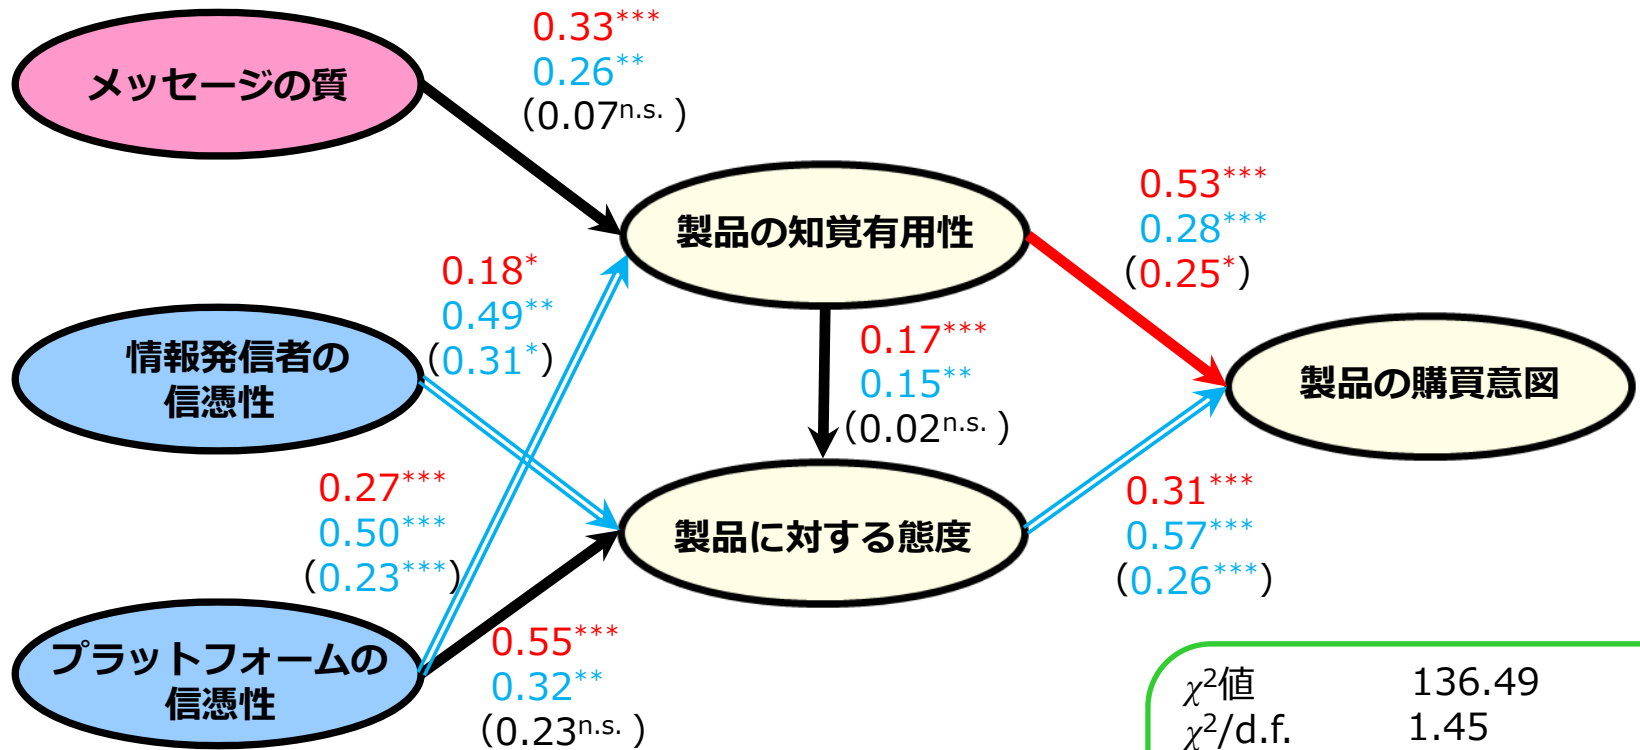 メッセージの質
0.33***
0.26**
(0.07n.s. )
製品の知覚有用性
0.53***
0.28***
(0.25*)
0.18*
0.49**
(0.31*)
情報発信者の
信憑性
0.17***
0.15**
(0.02n.s. )
製品の購買意図
0.27***
0.50***
(0.23***)
製品に対する態度
0.31***
0.57***
(0.26***)
プラットフォームの
信憑性
0.55***
0.32**
(0.23n.s. )
χ2値 136.49
χ2/d.f. 1.45